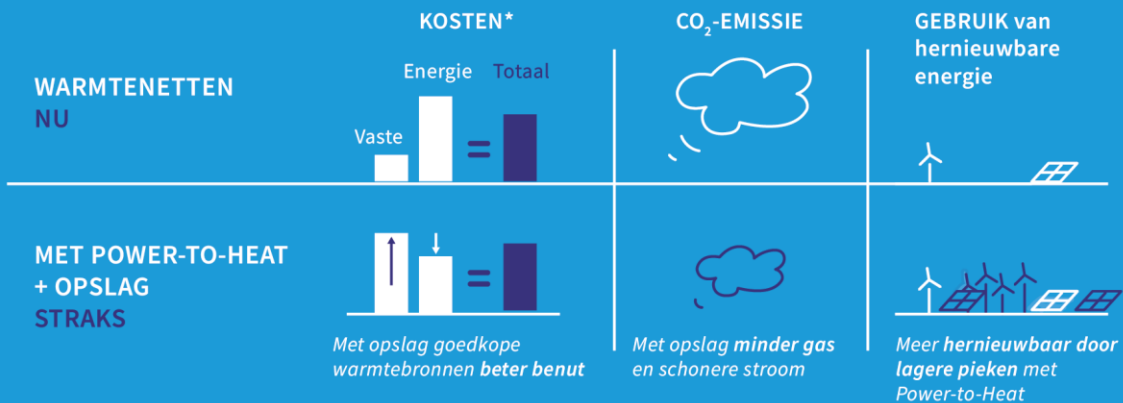 KOSTEN*
CO₂-EMISSIE
GEBRUIK van
hernieuwbare
energie
WARMTENETTEN
NU
Vaste
Energie
Totaal
=
MET POWER-TO-HEAT
+ OPSLAG
STRAKS
=
Met opslag goedkope
warmtebronnen beter benut
Met opslag minder gas
en schonere stroom
Meer hernieuwbaar door
lagere pieken met
Power-to-Heat